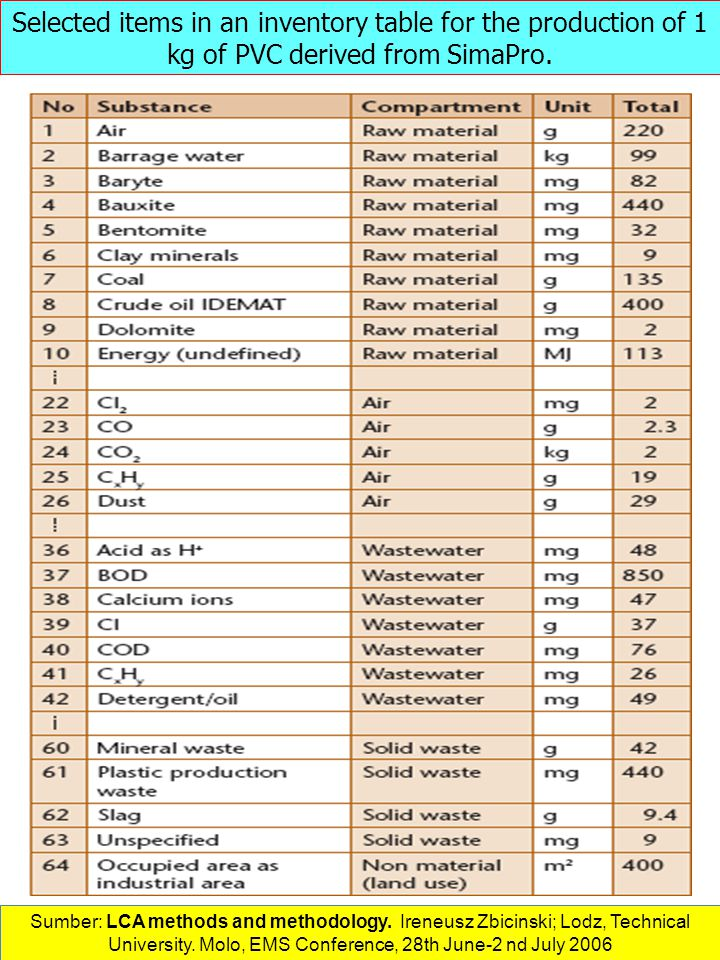 Selected items in an inventory table for the production of 1
kg of PVC derived from SimaPro.
No Substance Compartment Unit Total
1 Air Raw material g 220
2 Barrage water Raw material kg 99
3 Baryte Raw material mg 82
4 Bauxite Raw material mg 440
5 Bentomite Raw material mg 32
6 Clay minerals Raw material mg 9
7 Coal Raw material g 135
8 Crude oil IDEMAT Raw material g 400
9 Dolomite Raw material mg 2
10 Energy (undefined) Raw material MJ 113
⁞
22 Cl₂ Air mg 2
23 CO Air g 2.3
24 CO₂ Air kg 2
25 CₓHᵧ Air g 19
26 Dust Air g 29
⁞
36 Acid as H⁺ Wastewater mg 48
37 BOD Wastewater mg 850
38 Calcium ions Wastewater mg 47
39 Cl Wastewater g 37
40 COD Wastewater mg 76
41 CₓHᵧ Wastewater mg 26
42 Detergent/oil Wastewater mg 49
⁞
60 Mineral waste Solid waste g 42
61 Plastic production Solid waste mg 440
waste
62 Slag Solid waste g 9.4
63 Unspecified Solid waste mg 9
64 Occupied area as Non material m² 400
industrial area (land use)
Sumber: LCA methods and methodology. Ireneusz Zbicinski; Lodz, Technical
University. Molo, EMS Conference, 28th June-2 nd July 2006